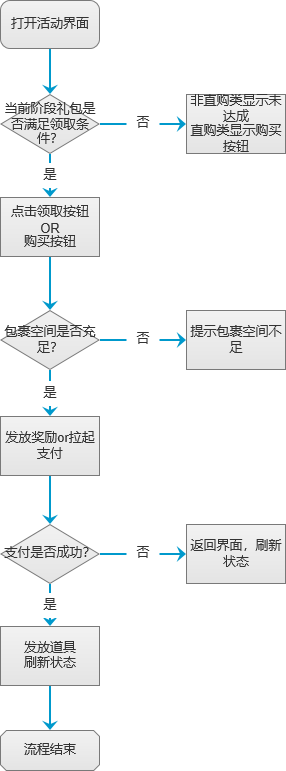 打开活动界面
当前阶段礼包是
否满足领取条
件?
否
非直购类显示未
达成
直购类显示购买
按钮
是
点击领取按钮
OR
购买按钮
包裹空间是否充
足?
否
提示包裹空间不
足
是
发放奖励or拉起
支付
支付是否成功?
否
返回界面，刷新
状态
是
发放道具
刷新状态
流程结束